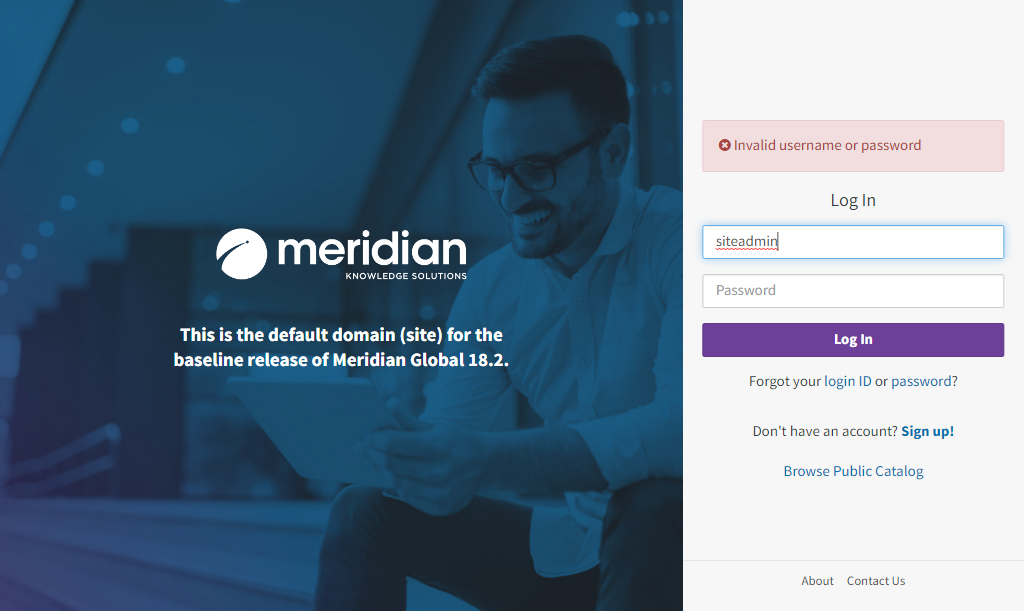 meridian
KNOWLEDGE SOLUTIONS
This is the default domain (site) for the
baseline release of Meridian Global 18.2.
Invalid username or password
Log In
siteadmin
Password
Log In
Forgot your login ID or password?
Don't have an account? Sign up!
Browse Public Catalog
About Contact Us